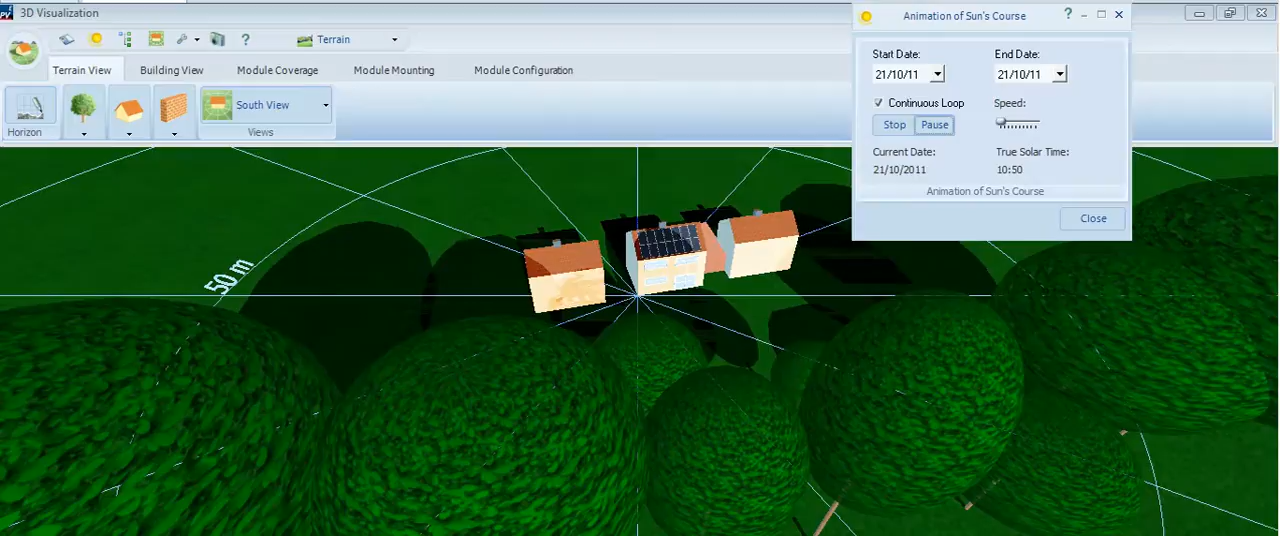 PV
3D Visualization
Terrain
Terrain View Building View Module Coverage Module Mounting Module Configuration
South View
Horizon
Views
Animation of Sun's Course
Start Date: End Date:
21/10/11 21/10/11
Continuous Loop Speed:
Stop Pause
Current Date: True Solar Time:
21/10/2011 10:50
Animation of Sun's Course
Close
50 m